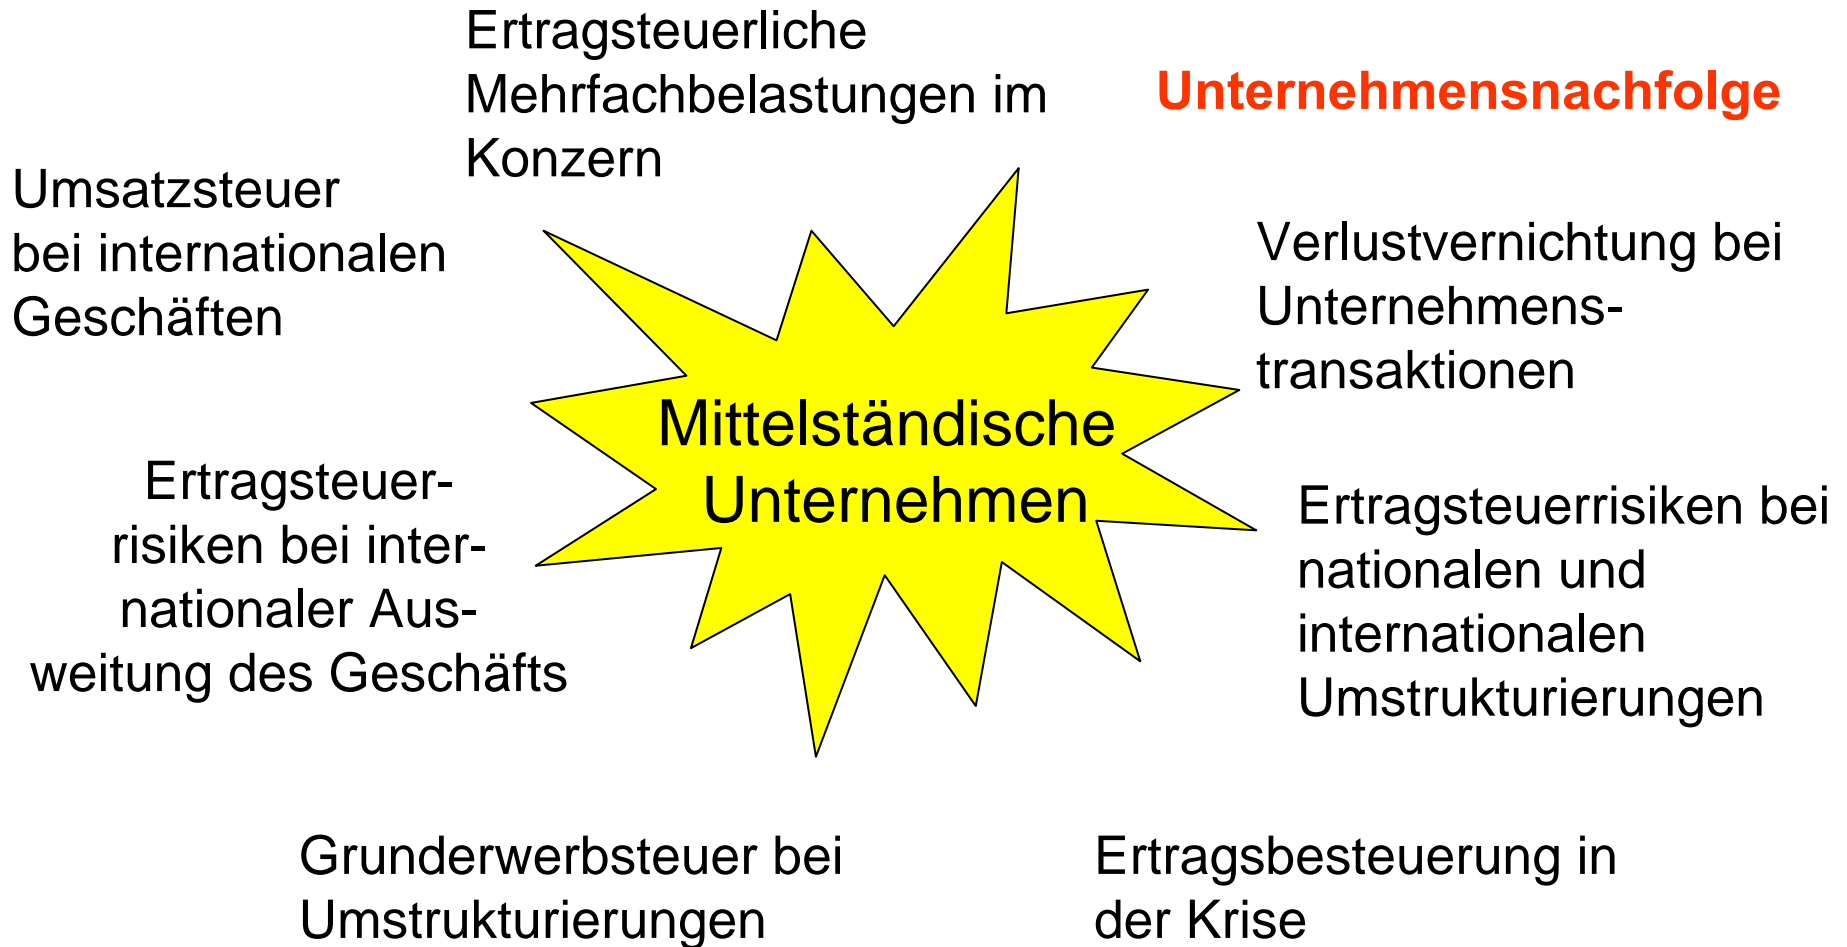 Ertragsteuerliche
Mehrfachbelastungen im
Konzern
Unternehmensnachfolge
Umsatzsteuer
bei internationalen
Geschäften
Verlustvernichtung bei
Unternehmens-
transaktionen
Mittelständische
Unternehmen
Ertragsteuer-
risiken bei inter-
nationaler Aus-
weitung des Geschäfts
Ertragsteuerrisiken bei
nationalen und
internationalen
Umstrukturierungen
Grunderwerbsteuer bei
Umstrukturierungen
Ertragsbesteuerung in
der Krise